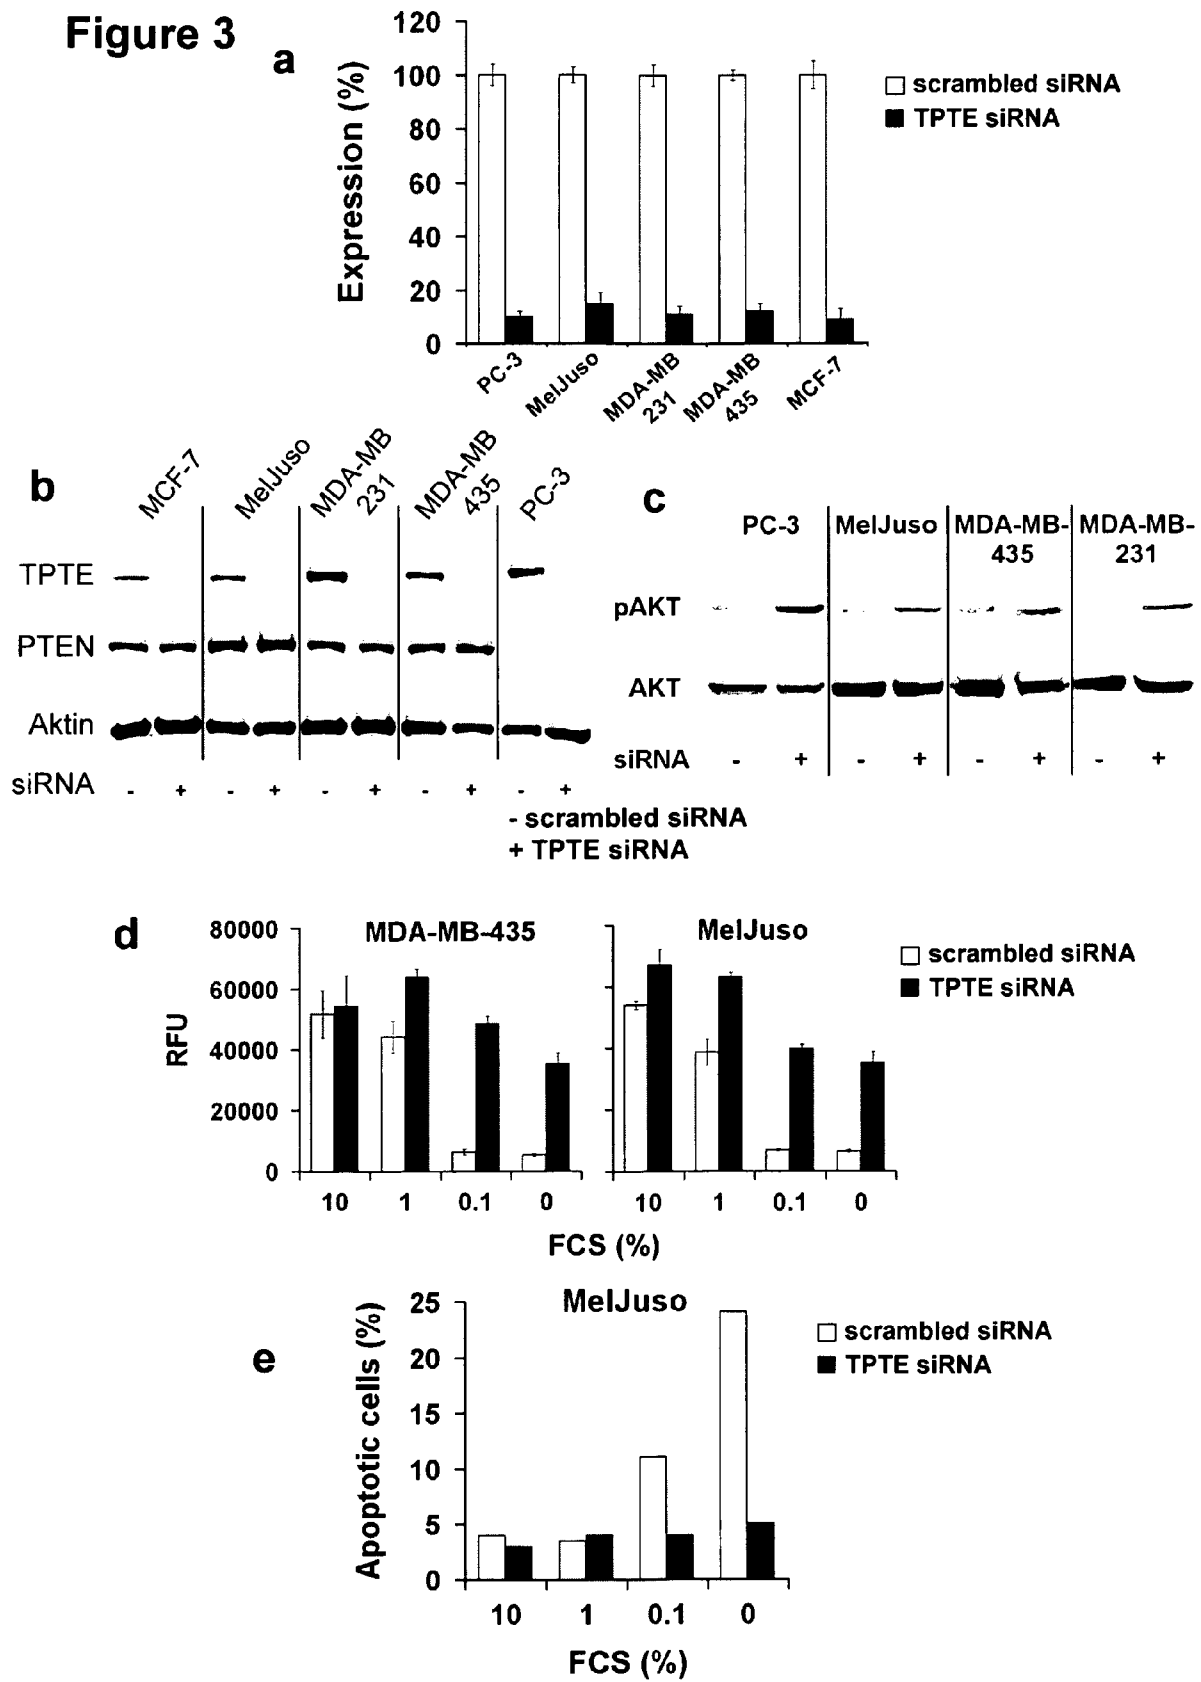 Figure 3
a
120
100
80
60
40
20
0
Expression (%)
scrambled siRNA
TPTE siRNA
PC-3
MelJuso
MDA-MB
231
MDA-MB
435
MCF-7
b
MCF-7
MelJuso
MDA-MB
231
MDA-MB
435
PC-3
TPTE
PTEN
Aktin
siRNA
- + - + - + - + - +
- scrambled siRNA
+ TPTE siRNA
c
PC-3
MelJuso
MDA-MB-
435
MDA-MB-
231
pAKT
AKT
siRNA
- + - + - + - +
d
MDA-MB-435
MelJuso
80000
60000
40000
20000
0
RFU
scrambled siRNA
TPTE siRNA
10 1 0.1 0
10 1 0.1 0
FCS (%)
e
MelJuso
25
20
15
10
5
0
Apoptotic cells (%)
scrambled siRNA
TPTE siRNA
10 1 0.1 0
FCS (%)